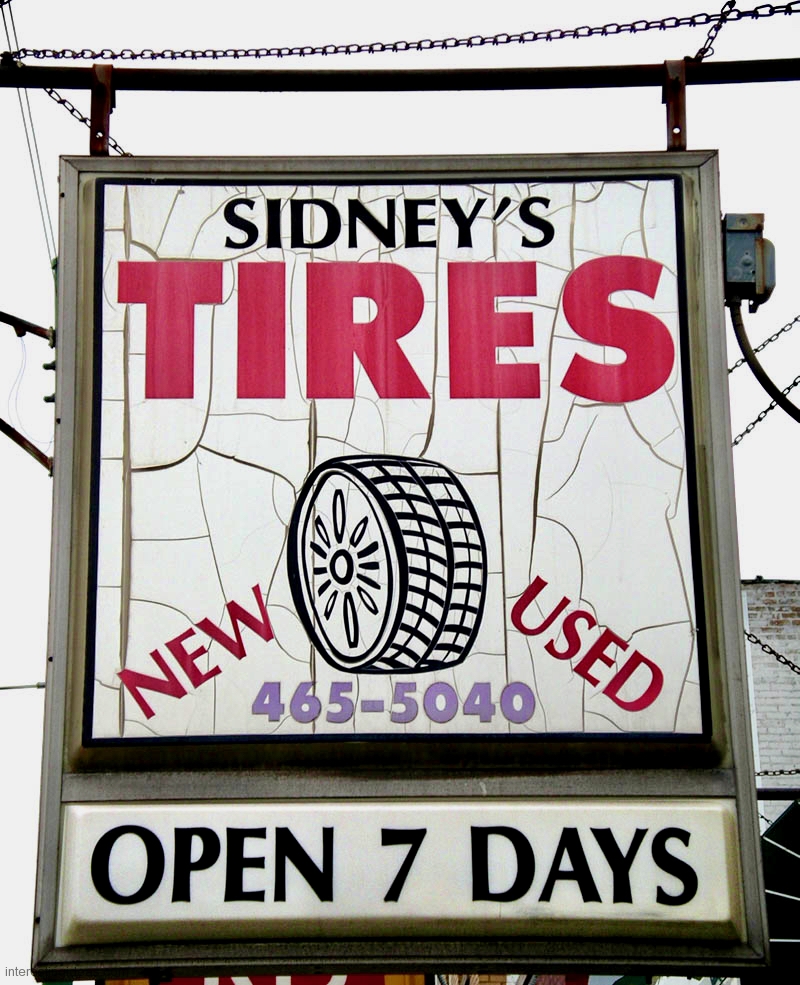 SIDNEY'S
TIRES
NEW
USED
465-5040
OPEN 7 DAYS